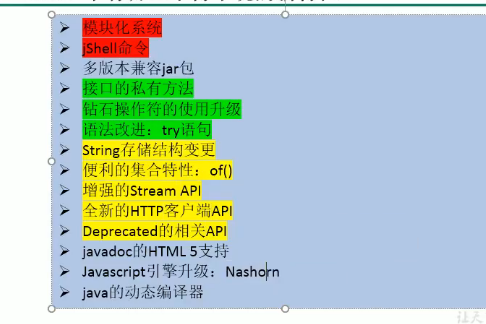 模块化系统
jShell命令
多版本兼容jar包
接口的私有方法
钻石操作符的使用升级
语法改进：try语句
String存储结构变更
便利的集合特性：of()
增强的Stream API
全新的HTTP客户端API
Deprecated的相关API
javadoc的HTML 5支持
Javascript引擎升级：Nashorn
java的动态编译器